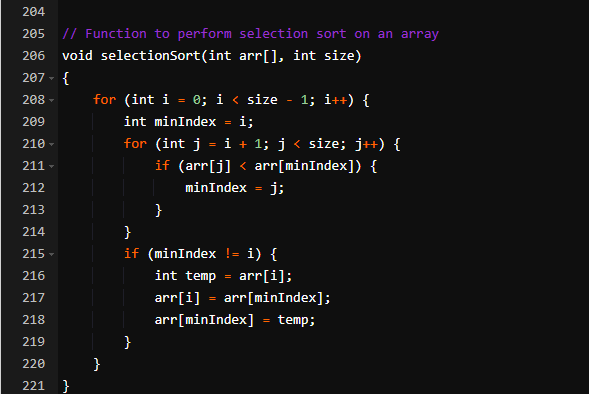 204
205 // Function to perform selection sort on an array
206 void selectionSort(int arr[], int size)
207 {
208     for (int i = 0; i < size - 1; i++) {
209         int minIndex = i;
210         for (int j = i + 1; j < size; j++) {
211             if (arr[j] < arr[minIndex]) {
212                 minIndex = j;
213             }
214         }
215         if (minIndex != i) {
216             int temp = arr[i];
217             arr[i] = arr[minIndex];
218             arr[minIndex] = temp;
219         }
220     }
221 }